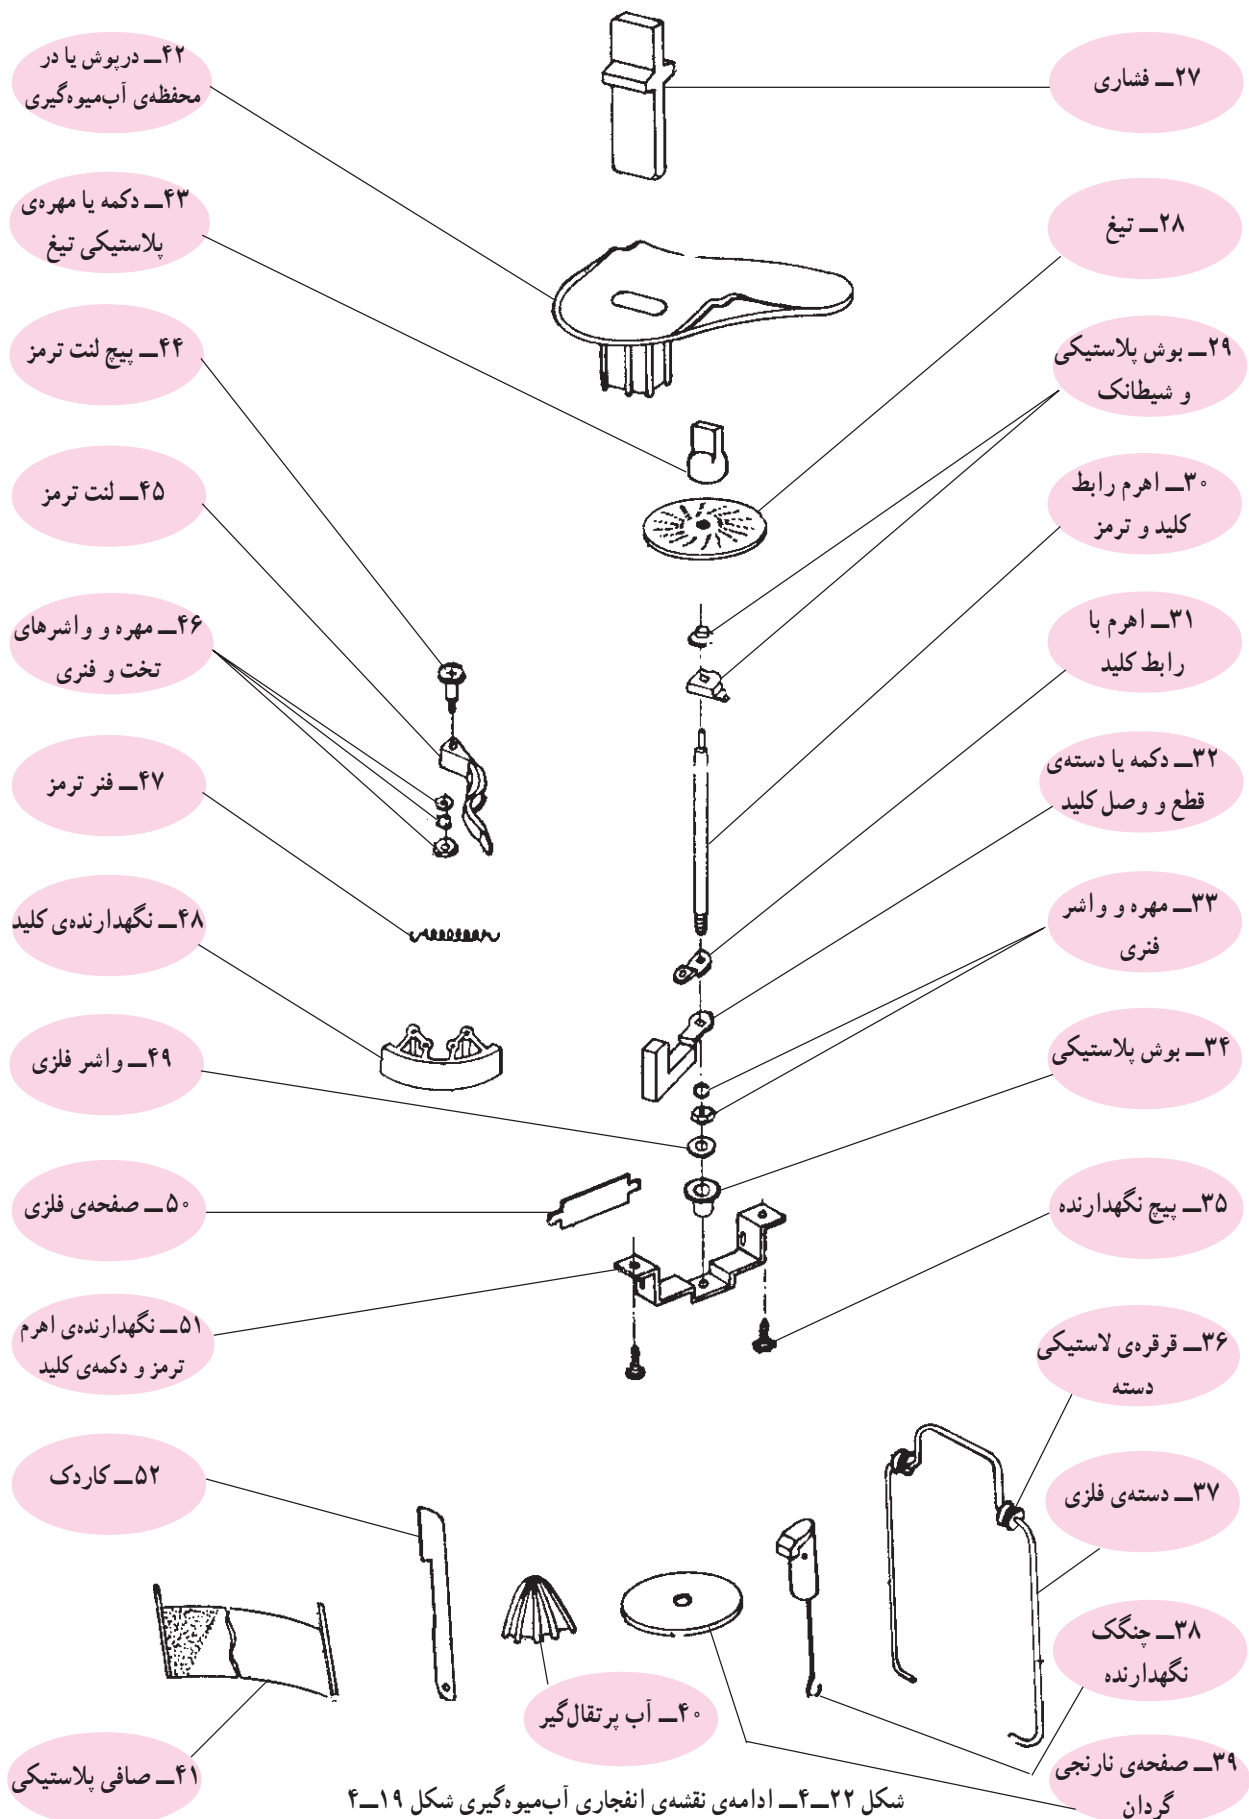 ۲۷ــ فشاری
۲۸ــ تیغ
۲۹ــ بوش پلاستیکی
و شیطانک
۳۰ــ اهرم رابط
کلید و ترمز
۳۱ــ اهرم با
رابط کلید
۳۲ــ دکمه یا دسته‌ی
قطع و وصل کلید
۳۳ــ مهره و واشر
فنری
۳۴ــ بوش پلاستیکی
۳۵ــ پیچ نگهدارنده
۳۶ــ قرقره‌ی لاستیکی
دسته
۳۷ــ دسته‌ی فلزی
۳۸ــ چنگک
نگهدارنده
۳۹ــ صفحه‌ی نارنجی
گردان
۴۰ــ آب پرتقال‌گیر
۴۱ــ صافی پلاستیکی
۴۲ــ درپوش یا در
محفظه‌ی آب‌میوه‌گیری
۴۳ــ دکمه یا مهره‌ی
پلاستیکی تیغ
۴۴ــ پیچ لنت ترمز
۴۵ــ لنت ترمز
۴۶ــ مهره و واشرهای
تخت و فنری
۴۷ــ فنر ترمز
۴۸ــ نگهدارنده‌ی کلید
۴۹ــ واشر فلزی
۵۰ــ صفحه‌ی فلزی
۵۱ــ نگهدارنده‌ی اهرم
ترمز و دکمه‌ی کلید
۵۲ــ کاردک
شکل ۲۲ــ۴ــ ادامه‌ی نقشه‌ی انفجاری آب‌میوه‌گیری شکل ۱۹ــ۴